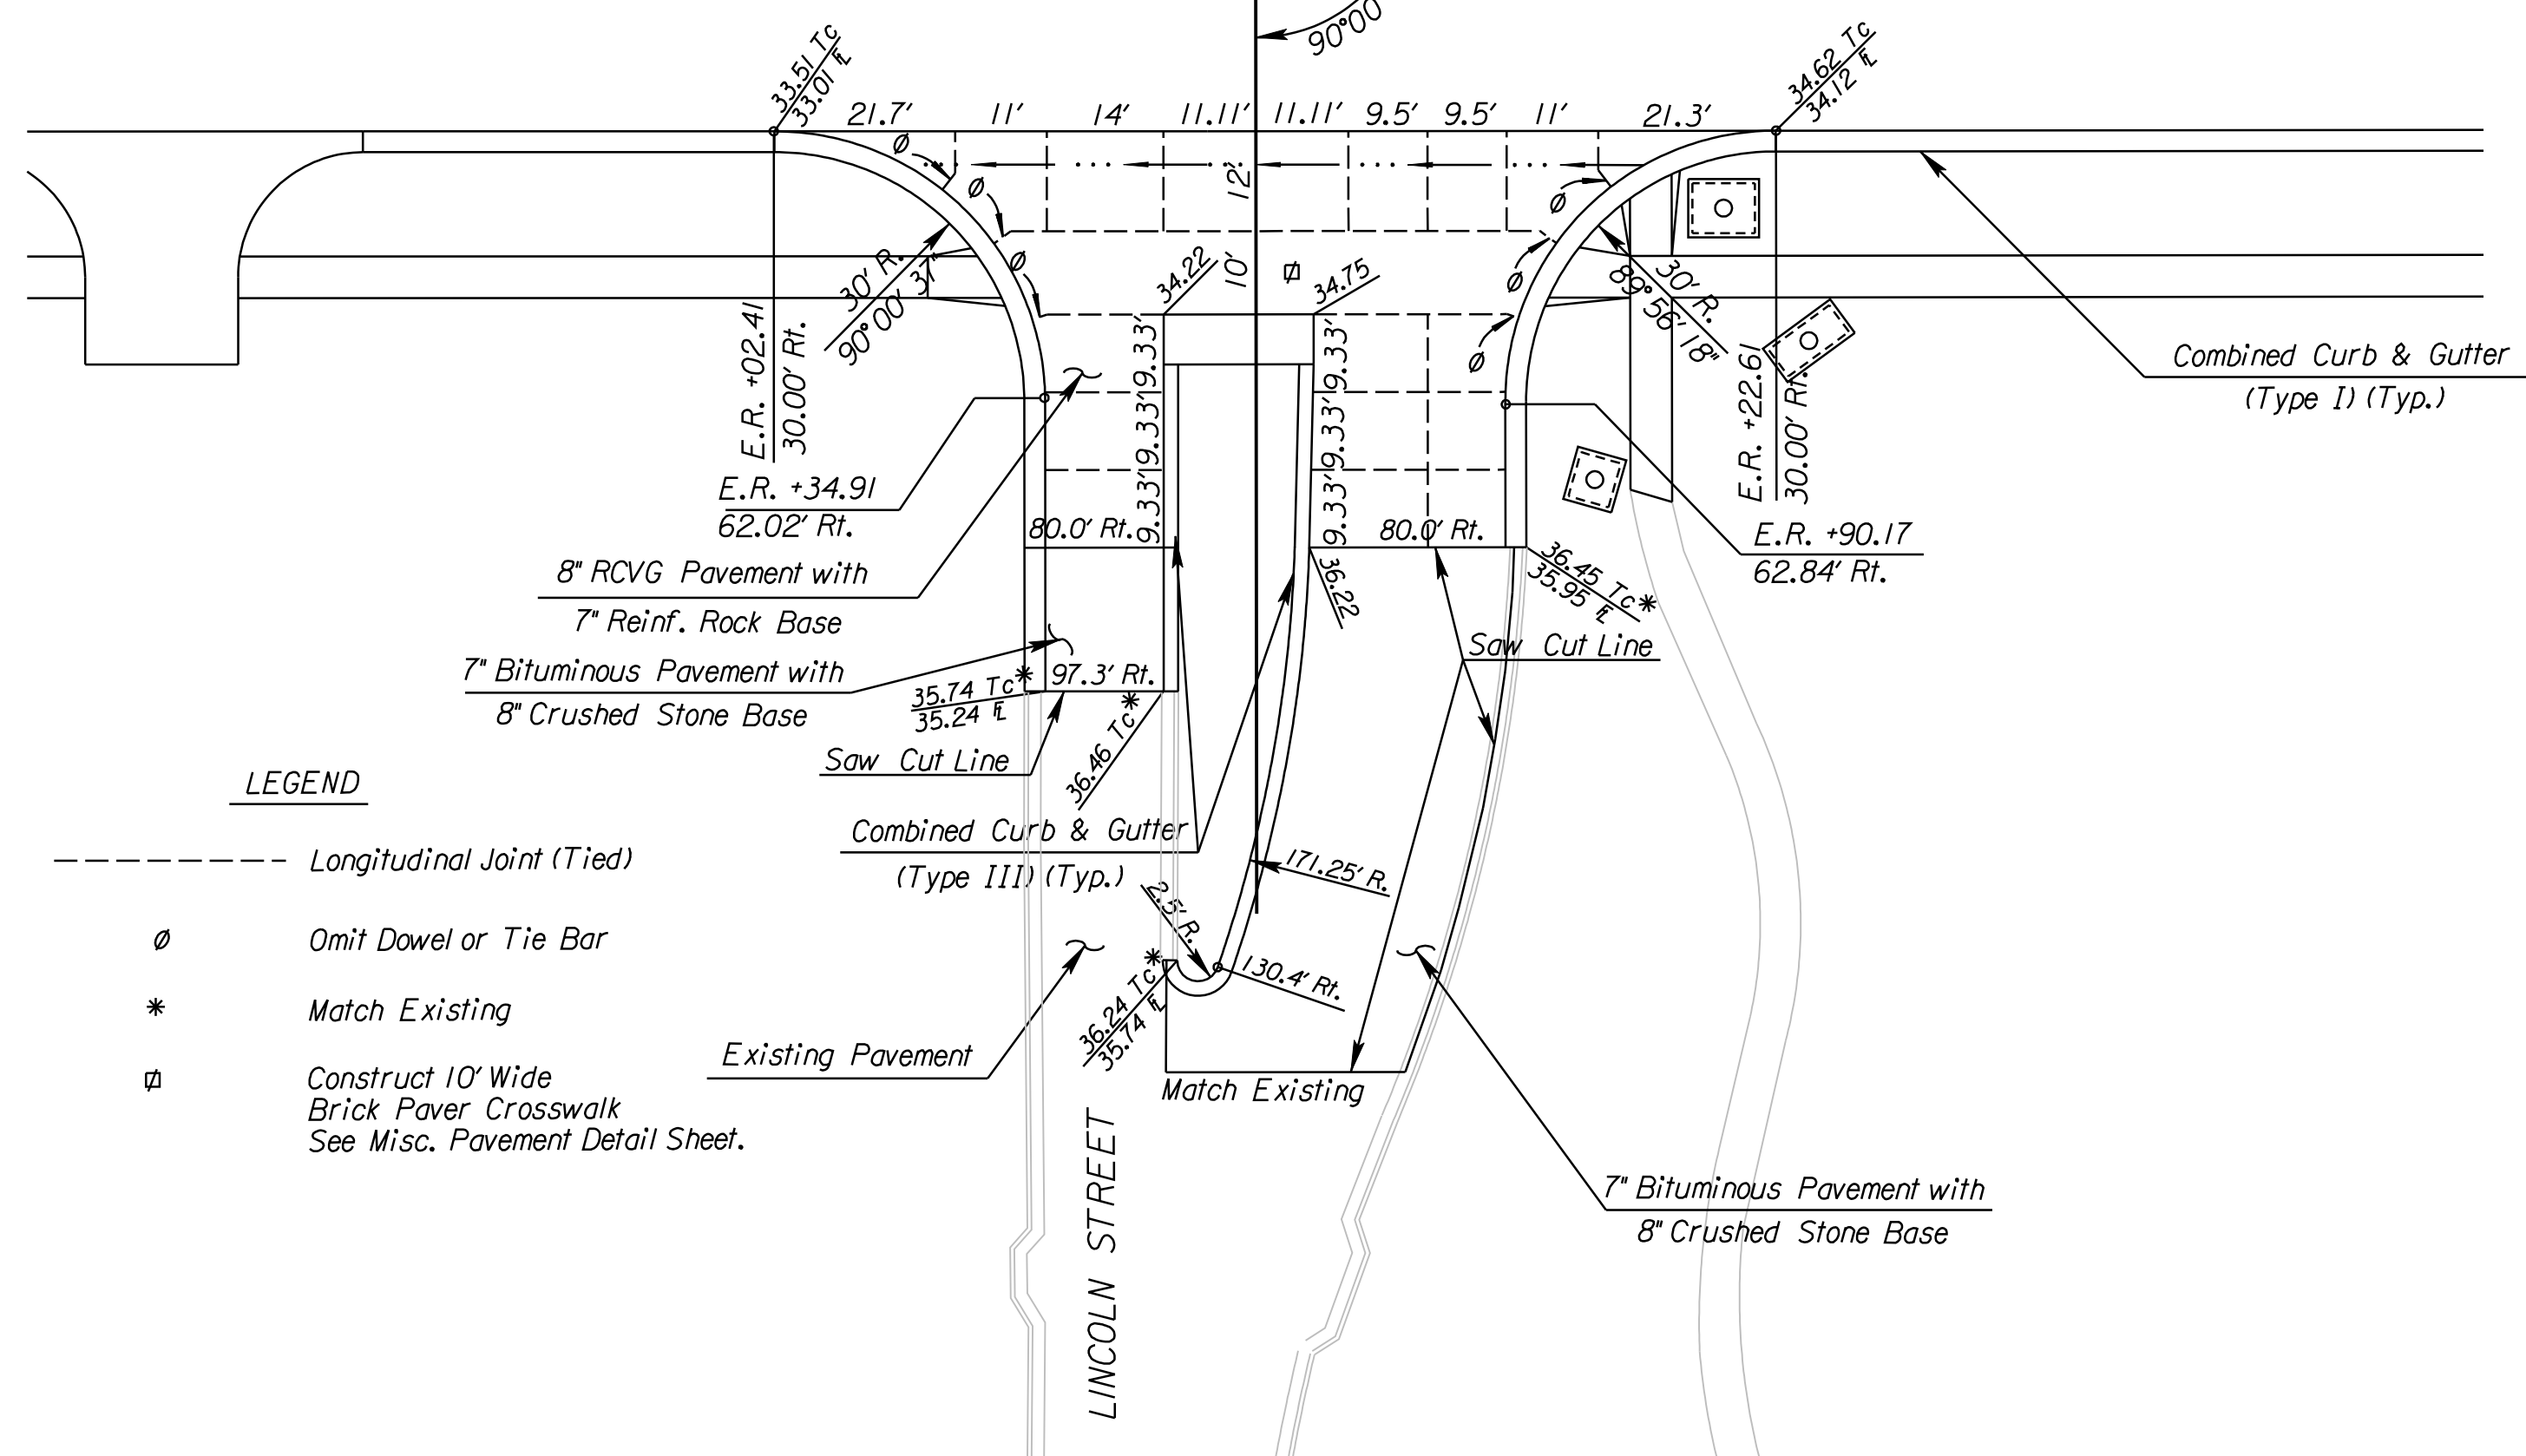 90°00
33.51 Tc
33.01 ℄
34.62 Tc
34.12 ℄
21.7'
11'
14'
11.11'
11.11'
9.5'
9.5'
11'
21.3'
Ø
Ø
Ø
Ø
Ø
Ø
12'
10'
34.22
34.75
30' R.
90°00' 37"
30' R.
89°56' 18"
E.R. +02.41
30.00' Rt.
E.R. +22.61
30.00' Rt.
9.33'
9.33'
9.33'
9.33'
9.33'
9.33'
Combined Curb & Gutter
(Type I) (Typ.)
E.R. +34.91
62.02' Rt.
80.0' Rt.
80.0' Rt.
E.R. +90.17
62.84' Rt.
8" RCVG Pavement with
7" Reinf. Rock Base
36.22
36.45 Tc*
35.95 ℄
Saw Cut Line
7" Bituminous Pavement with
8" Crushed Stone Base
35.74 Tc*
35.24 ℄
97.3' Rt.
36.46 Tc*
Saw Cut Line
Combined Curb & Gutter
(Type III) (Typ.)
171.25' R.
2.5' R.
130.4' Rt.
36.24 Tc*
35.74 ℄
Existing Pavement
Match Existing
LINCOLN STREET
7" Bituminous Pavement with
8" Crushed Stone Base
LEGEND
Longitudinal Joint (Tied)
Ø Omit Dowel or Tie Bar
* Match Existing
Construct 10' Wide
Brick Paver Crosswalk
See Misc. Pavement Detail Sheet.